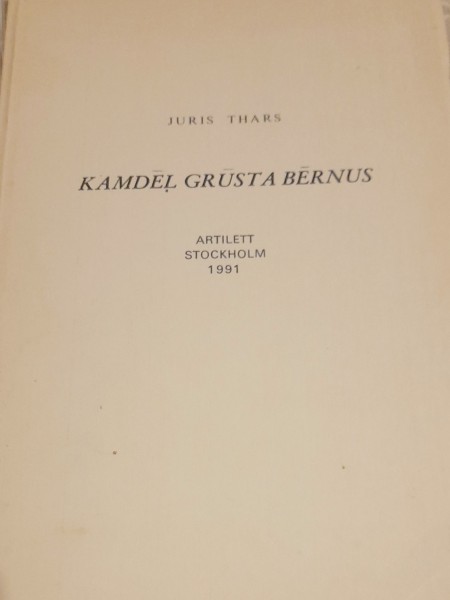 JURIS THARS
KAMDĒĻ GRŪSTA BĒRNUS
ARTILETT
STOCKHOLM
1991